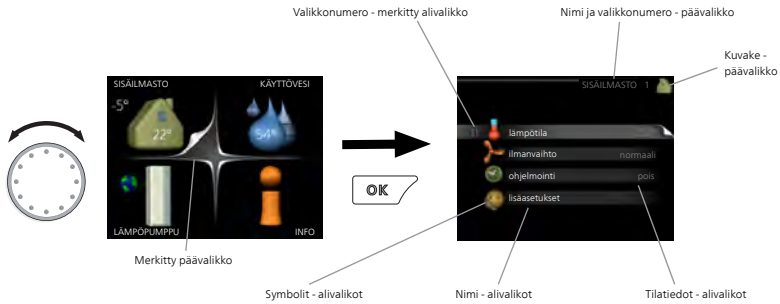 Valikkonumero - merkitty alivalikko
Nimi ja valikkonumero - päävalikko
Kuvake -
päävalikko
SISÄILMASTO
KÄYTTÖVESI
-5°
22°
54°
LÄMPÖPUMPPU
INFO
Merkitty päävalikko
OK
SISÄILMASTO 1
1.1 lämpötila
ilmanvaihto normaali
ohjelmointi pois
lisäasetukset
Symbolit - alivalikot
Nimi - alivalikot
Tilatiedot - alivalikot